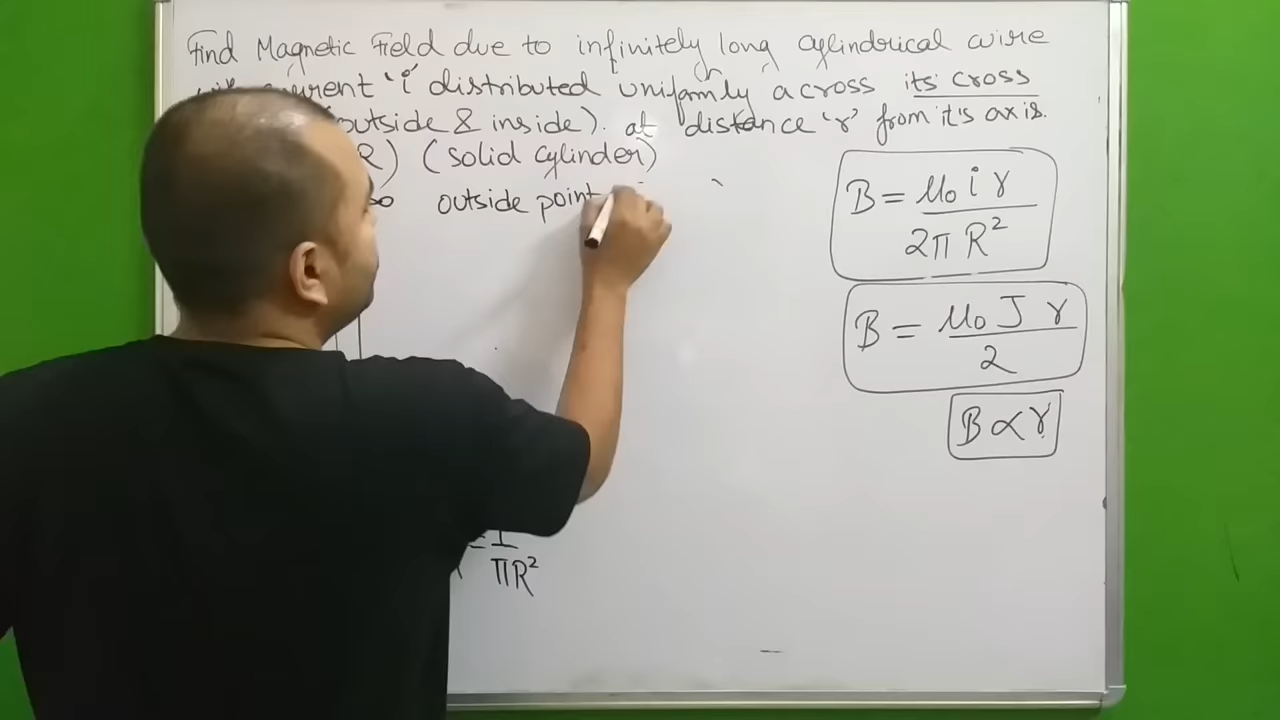 Find Magnetic Field due to infinitely long cylindrical wire
current 'i' distributed uniformly across its cross
outside & inside). at distance 'r' from it's axis.
R) (solid cylinder)
∞ outside point
B = μ₀ i r / 2π R²
B = μ₀ J r / 2
B ∝ r
= I / πR²